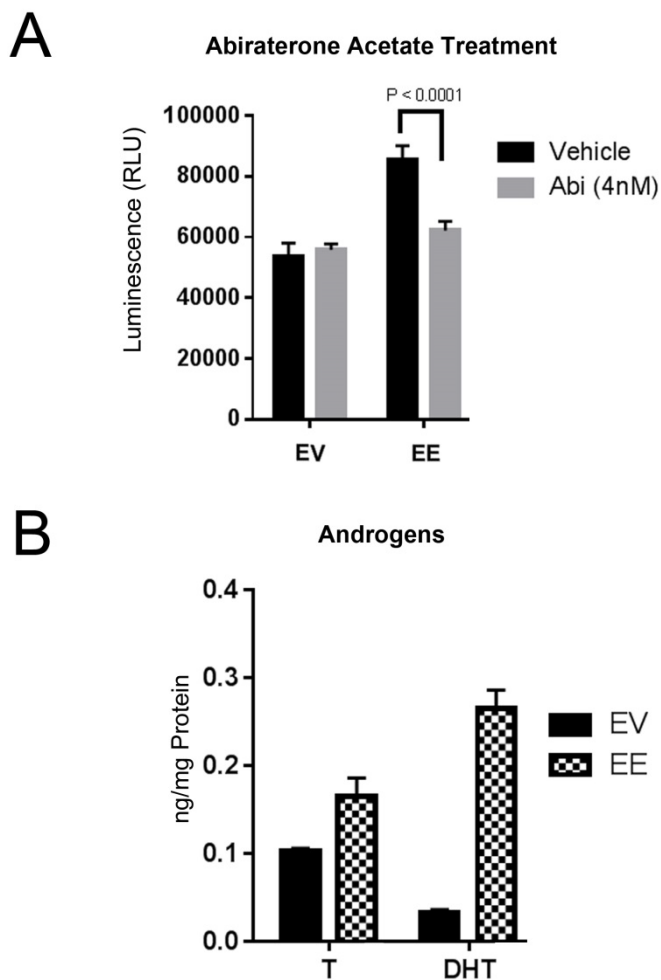 A
Abiraterone Acetate Treatment
P < 0.0001
Luminescence (RLU)
100000
80000
60000
40000
20000
0
EV
EE
Vehicle
Abi (4nM)
B
Androgens
ng/mg Protein
0.4
0.3
0.2
0.1
0.0
T
DHT
EV
EE